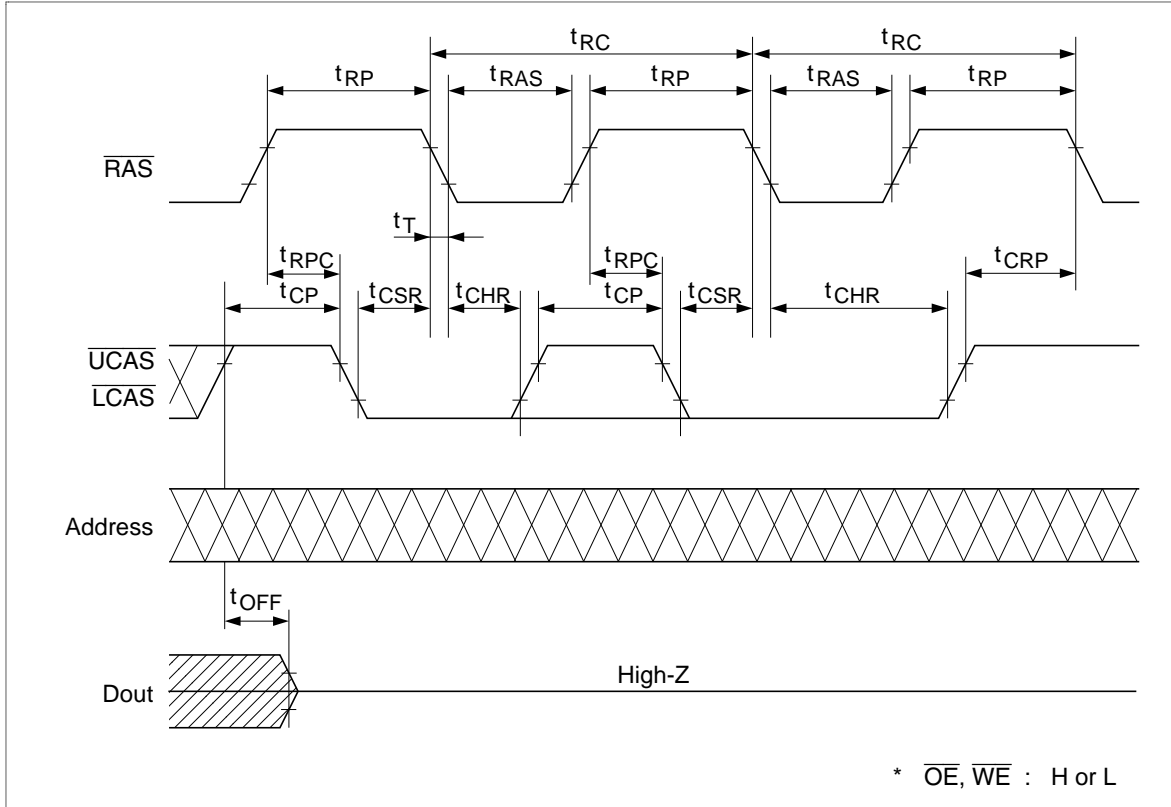 tRC tRC
tRP tRAS tRP tRAS tRP
RAS
tT
tRPC tRPC tCRP
tCP tCSR tCHR tCP tCSR tCHR
UCAS
LCAS
Address
tOFF
High-Z
Dout
* OE, WE : H or L